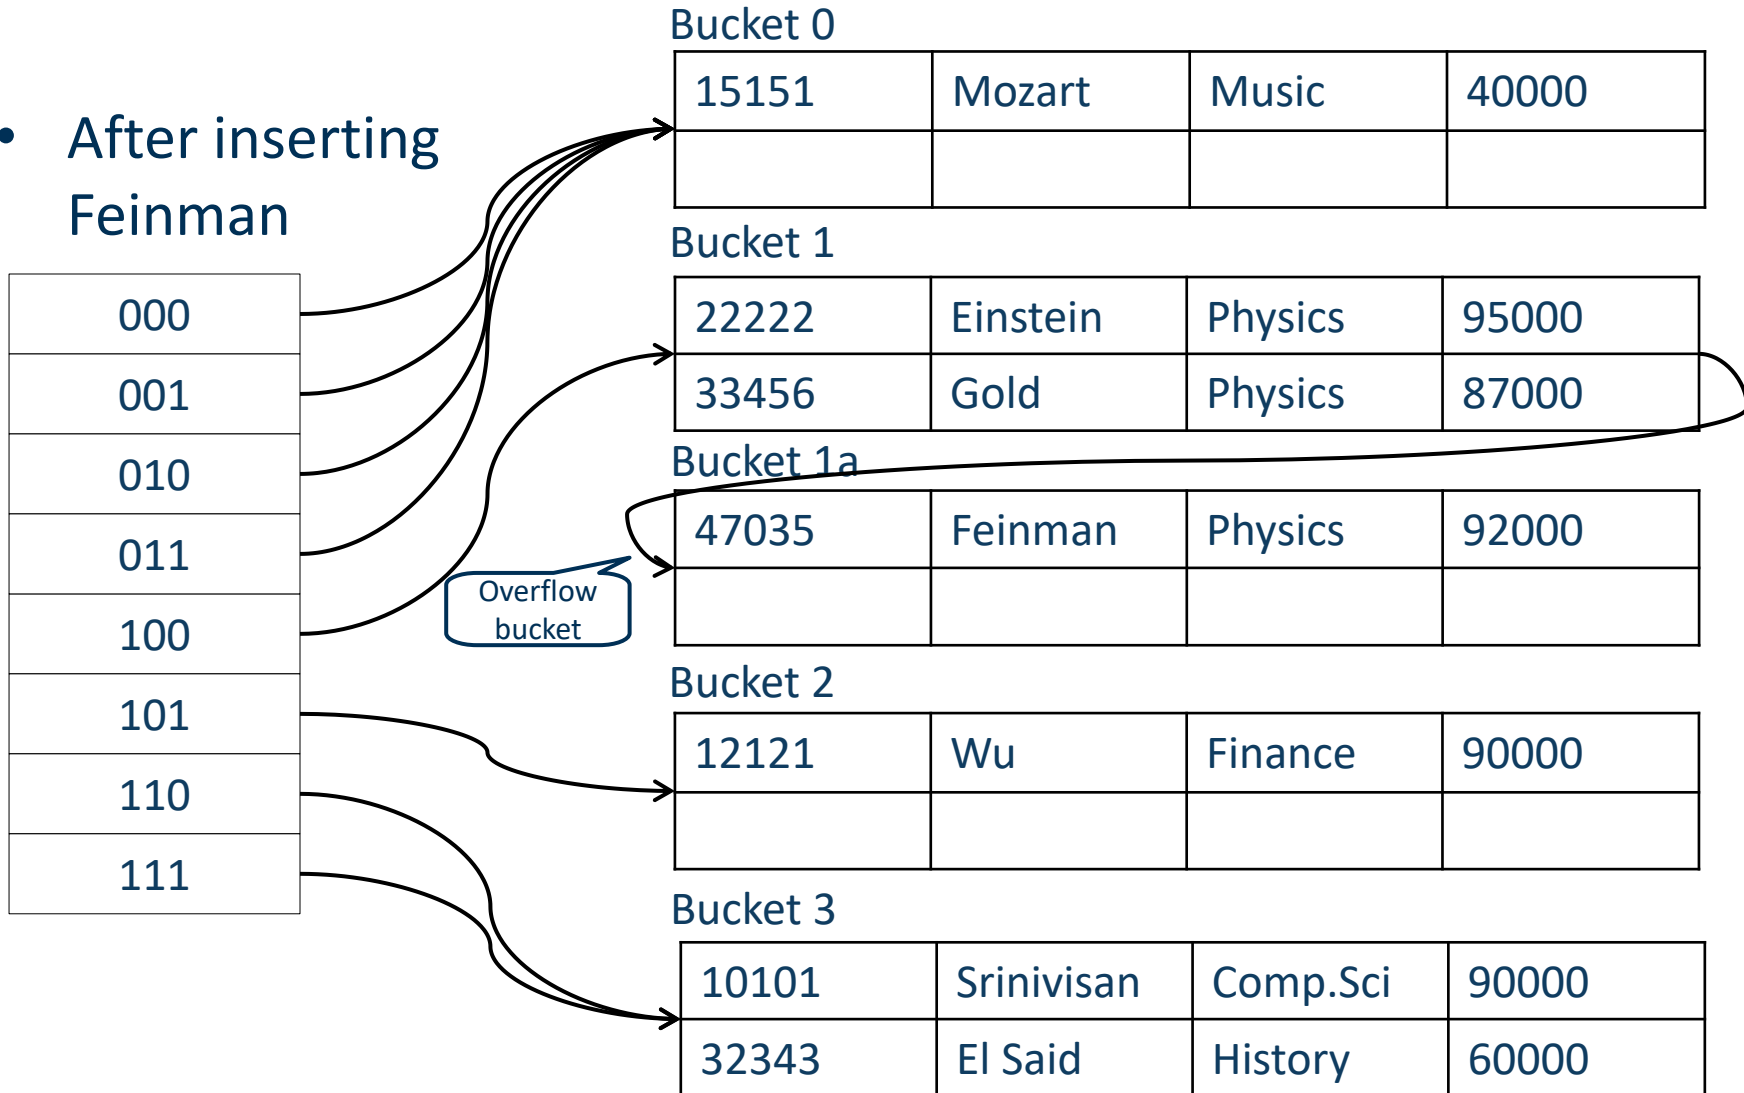 • After inserting
Feinman
000
001
010
011
100
101
110
111
Bucket 0
15151 Mozart Music 40000
Bucket 1
22222 Einstein Physics 95000
33456 Gold Physics 87000
Bucket 1a
47035 Feinman Physics 92000
Overflow
bucket
Bucket 2
12121 Wu Finance 90000
Bucket 3
10101 Srinivisan Comp.Sci 90000
32343 El Said History 60000